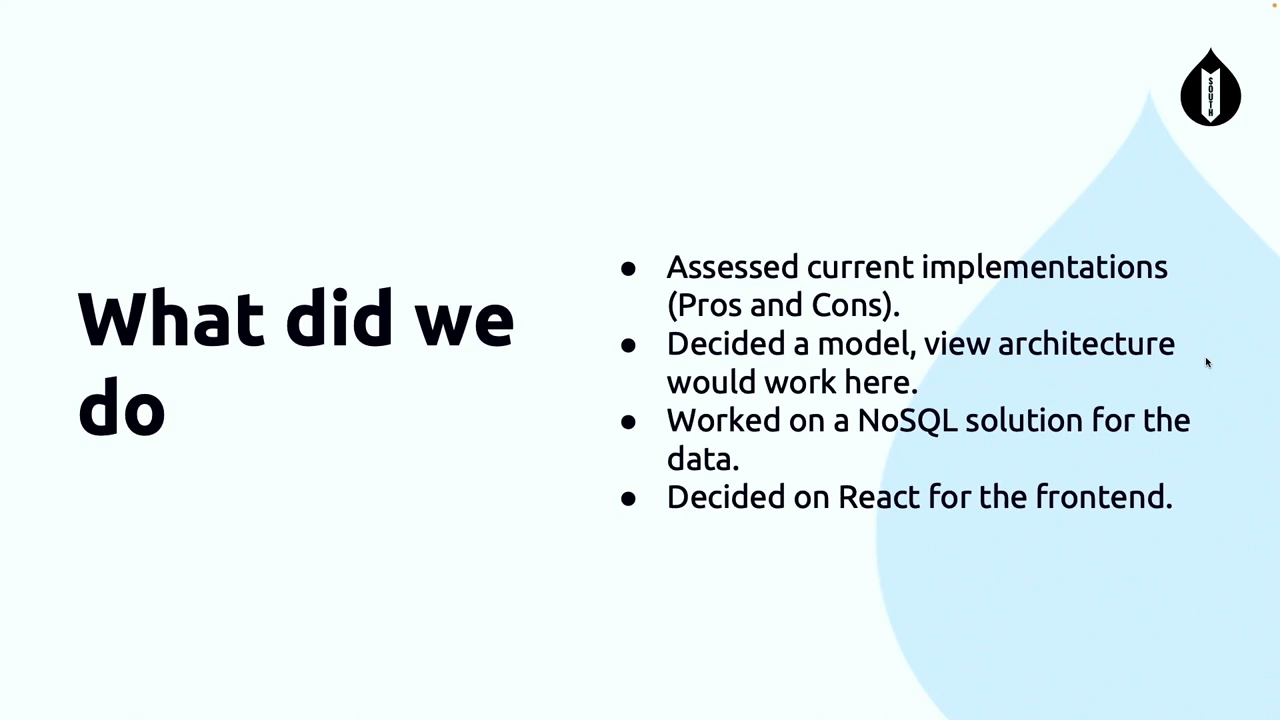 SOUTH
What did we
do
● Assessed current implementations
(Pros and Cons).
● Decided a model, view architecture
would work here.
● Worked on a NoSQL solution for the
data.
● Decided on React for the frontend.